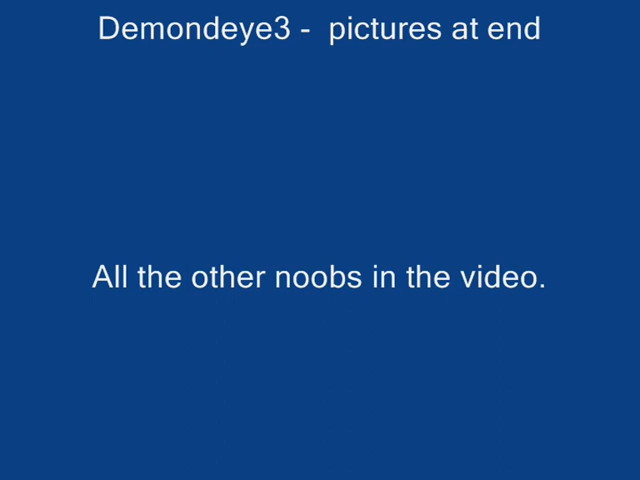 Demondeye3 -  pictures at end
All the other noobs in the video.